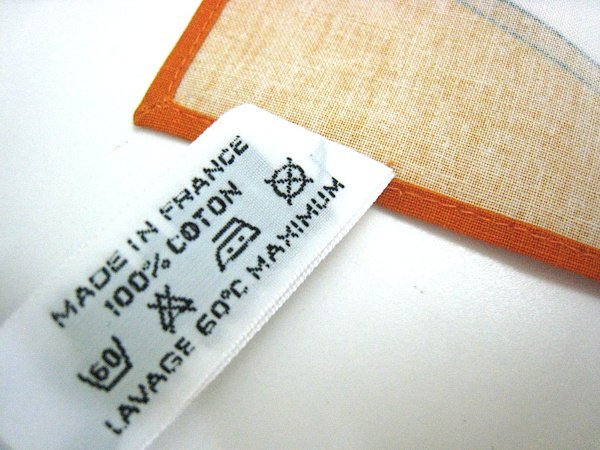 MADE IN FRANCE
100% COTON
60
LAVAGE 60°C MAXIMUM